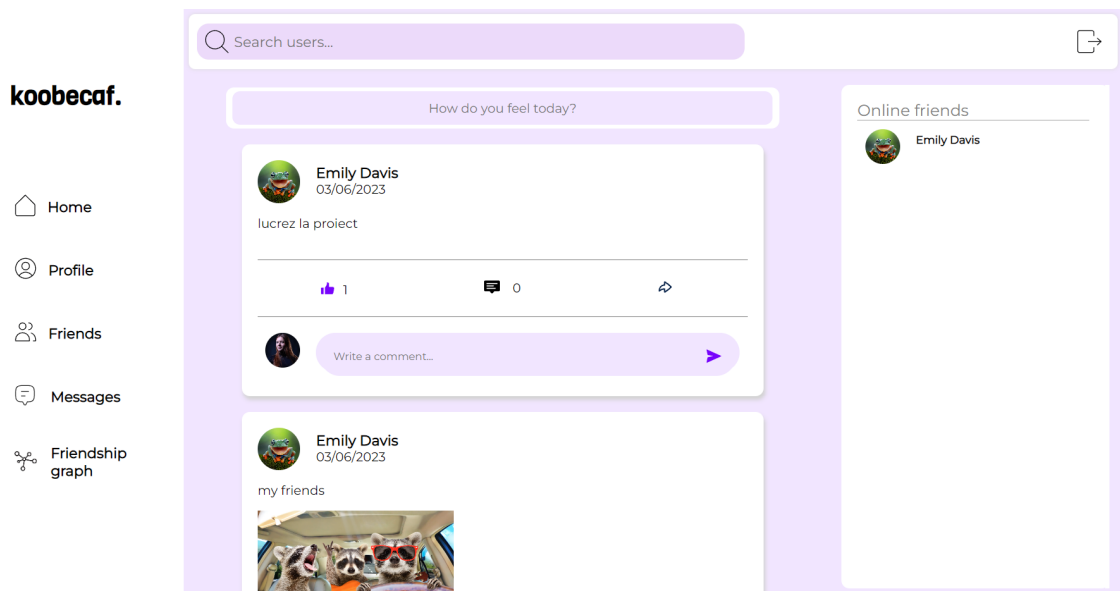 koobecaf.
Home
Profile
Friends
Messages
Friendship
graph
Search users...
How do you feel today?
Emily Davis
03/06/2023
lucrez la proiect
1
0
Write a comment...
Emily Davis
03/06/2023
my friends
Online friends
Emily Davis